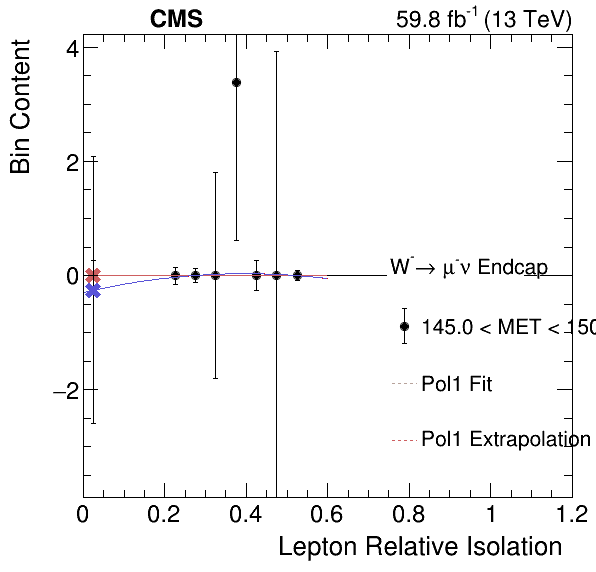 CMS 59.8 fb-1 (13 TeV)
Bin Content
4
2
0
−2
W-→ μ-ν Endcap
145.0 < MET < 150
Pol1 Fit
Pol1 Extrapolation
0 0.2 0.4 0.6 0.8 1 1.2
Lepton Relative Isolation